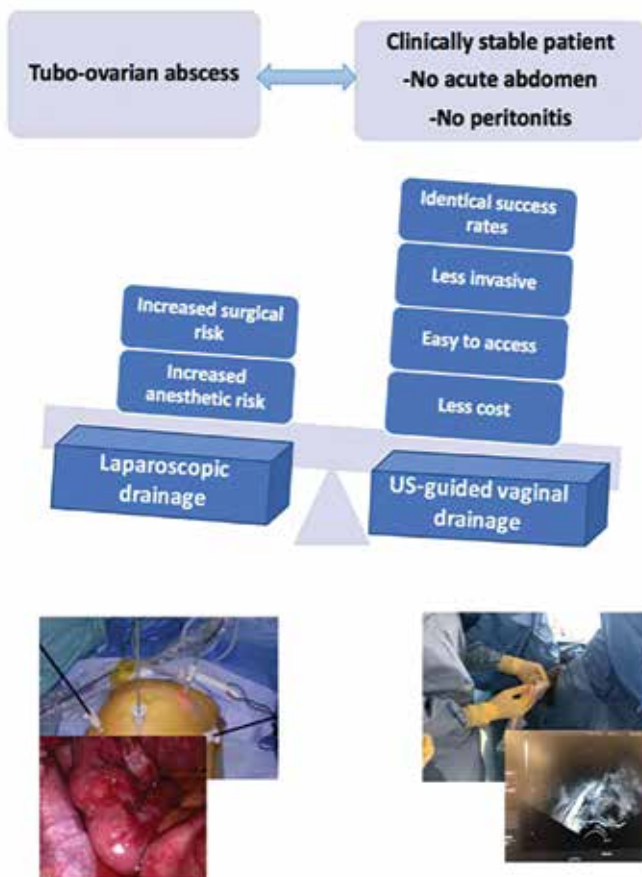 Tubo-ovarian abscess
Clinically stable patient
-No acute abdomen
-No peritonitis
Increased surgical
risk
Increased
anesthetic risk
Identical success
rates
Less invasive
Easy to access
Less cost
Laparoscopic
drainage
US-guided vaginal
drainage